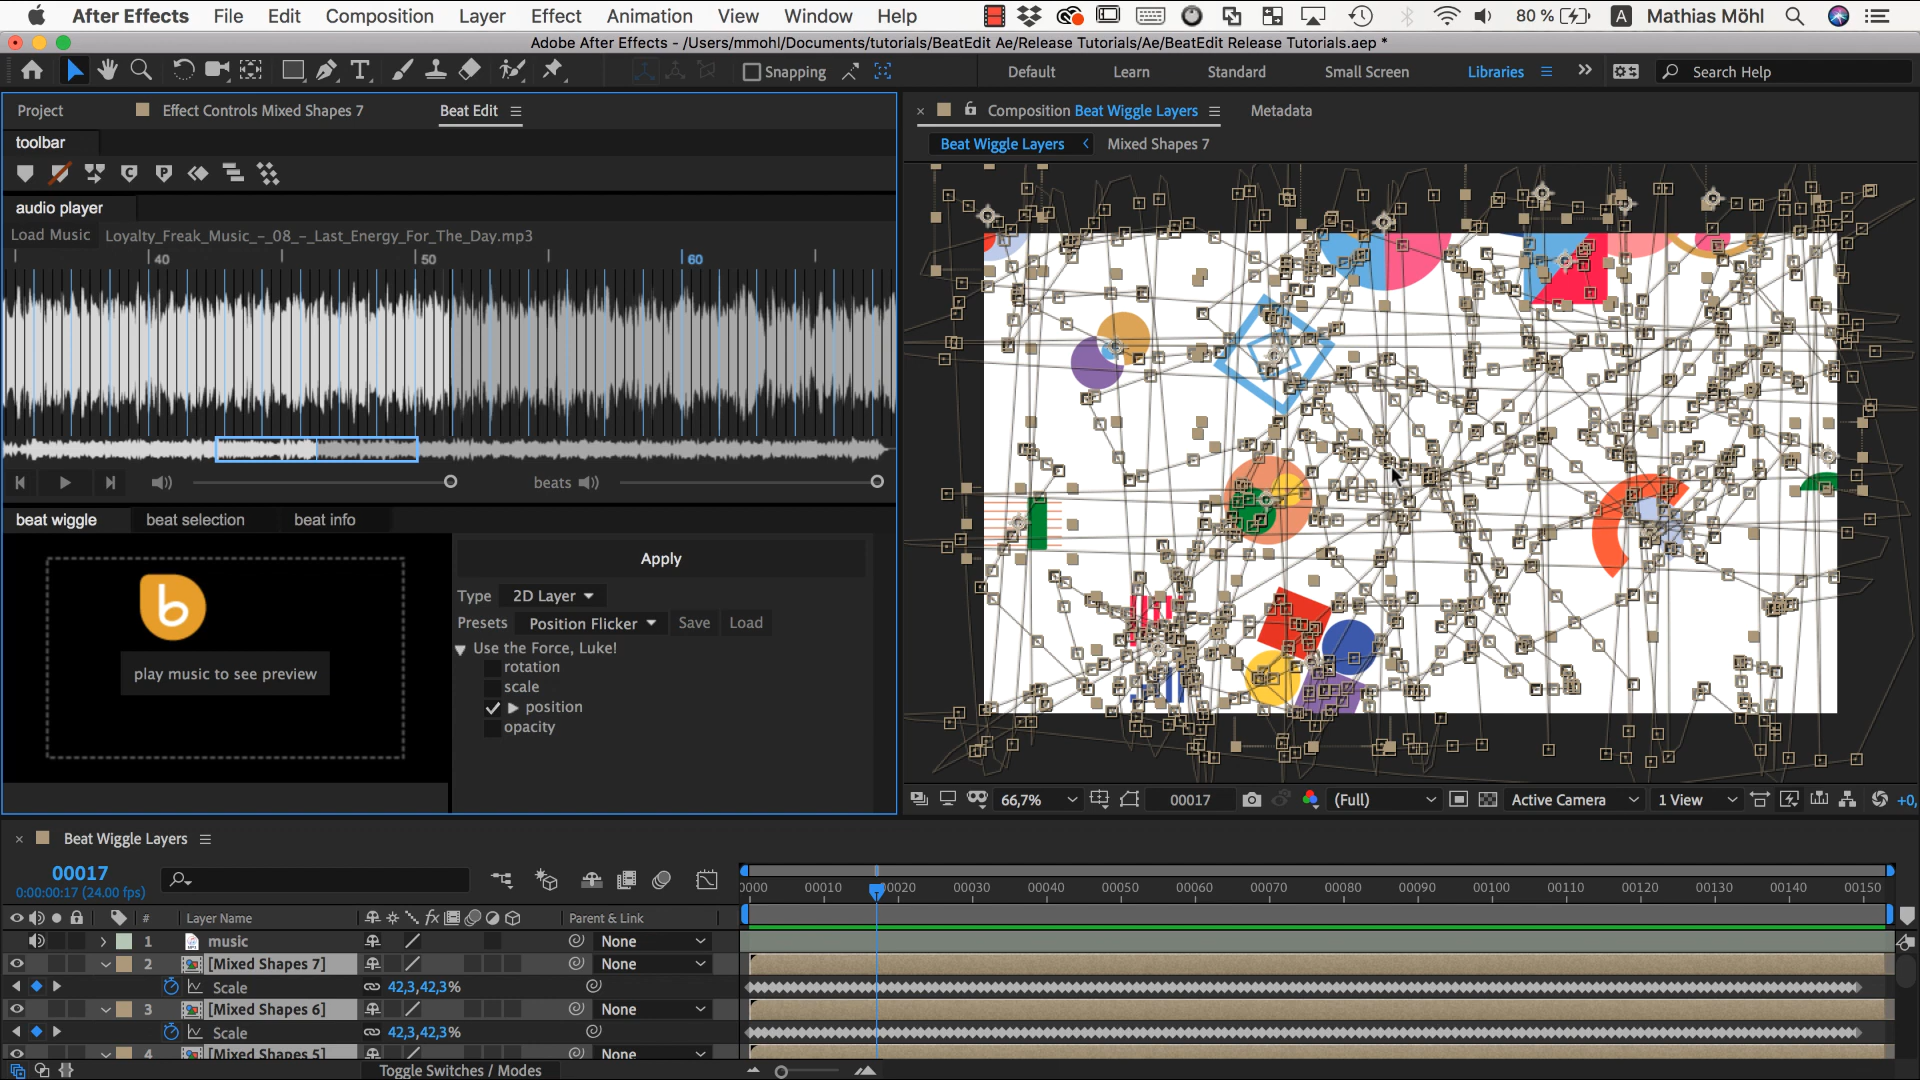 After Effects File Edit Composition Layer Effect Animation View Window Help 80 % A Mathias Möhl
Adobe After Effects - /Users/mmohl/Documents/tutorials/BeatEdit Ae/Release Tutorials/Ae/BeatEdit Release Tutorials.aep *
T Snapping Default Learn Standard Small Screen Libraries Search Help
Project Effect Controls Mixed Shapes 7 Beat Edit
× Composition Beat Wiggle Layers Metadata
toolbar
Beat Wiggle Layers Mixed Shapes 7
C P
audio player
Load Music Loyalty_Freak_Music_-_08_-_Last_Energy_For_The_Day.mp3
40 50 60
beats
beat wiggle beat selection beat info
Apply
Type 2D Layer
b
Presets Position Flicker Save Load
Use the Force, Luke!
rotation
play music to see preview
scale
position
opacity
66,7% 00017 (Full) Active Camera 1 View +0,
× Beat Wiggle Layers
00017
0:00:00:17 (24.00 fps)
0000 00010 00020 00030 00040 00050 00060 00070 00080 00090 00100 00110 00120 00130 00140 00150
# Layer Name fx Parent & Link
1 music None
2 [Mixed Shapes 7] None
Scale 42,3,42,3%
3 [Mixed Shapes 6] None
Scale 42,3,42,3%
4 [Mixed Shapes 5] None
Toggle Switches / Modes